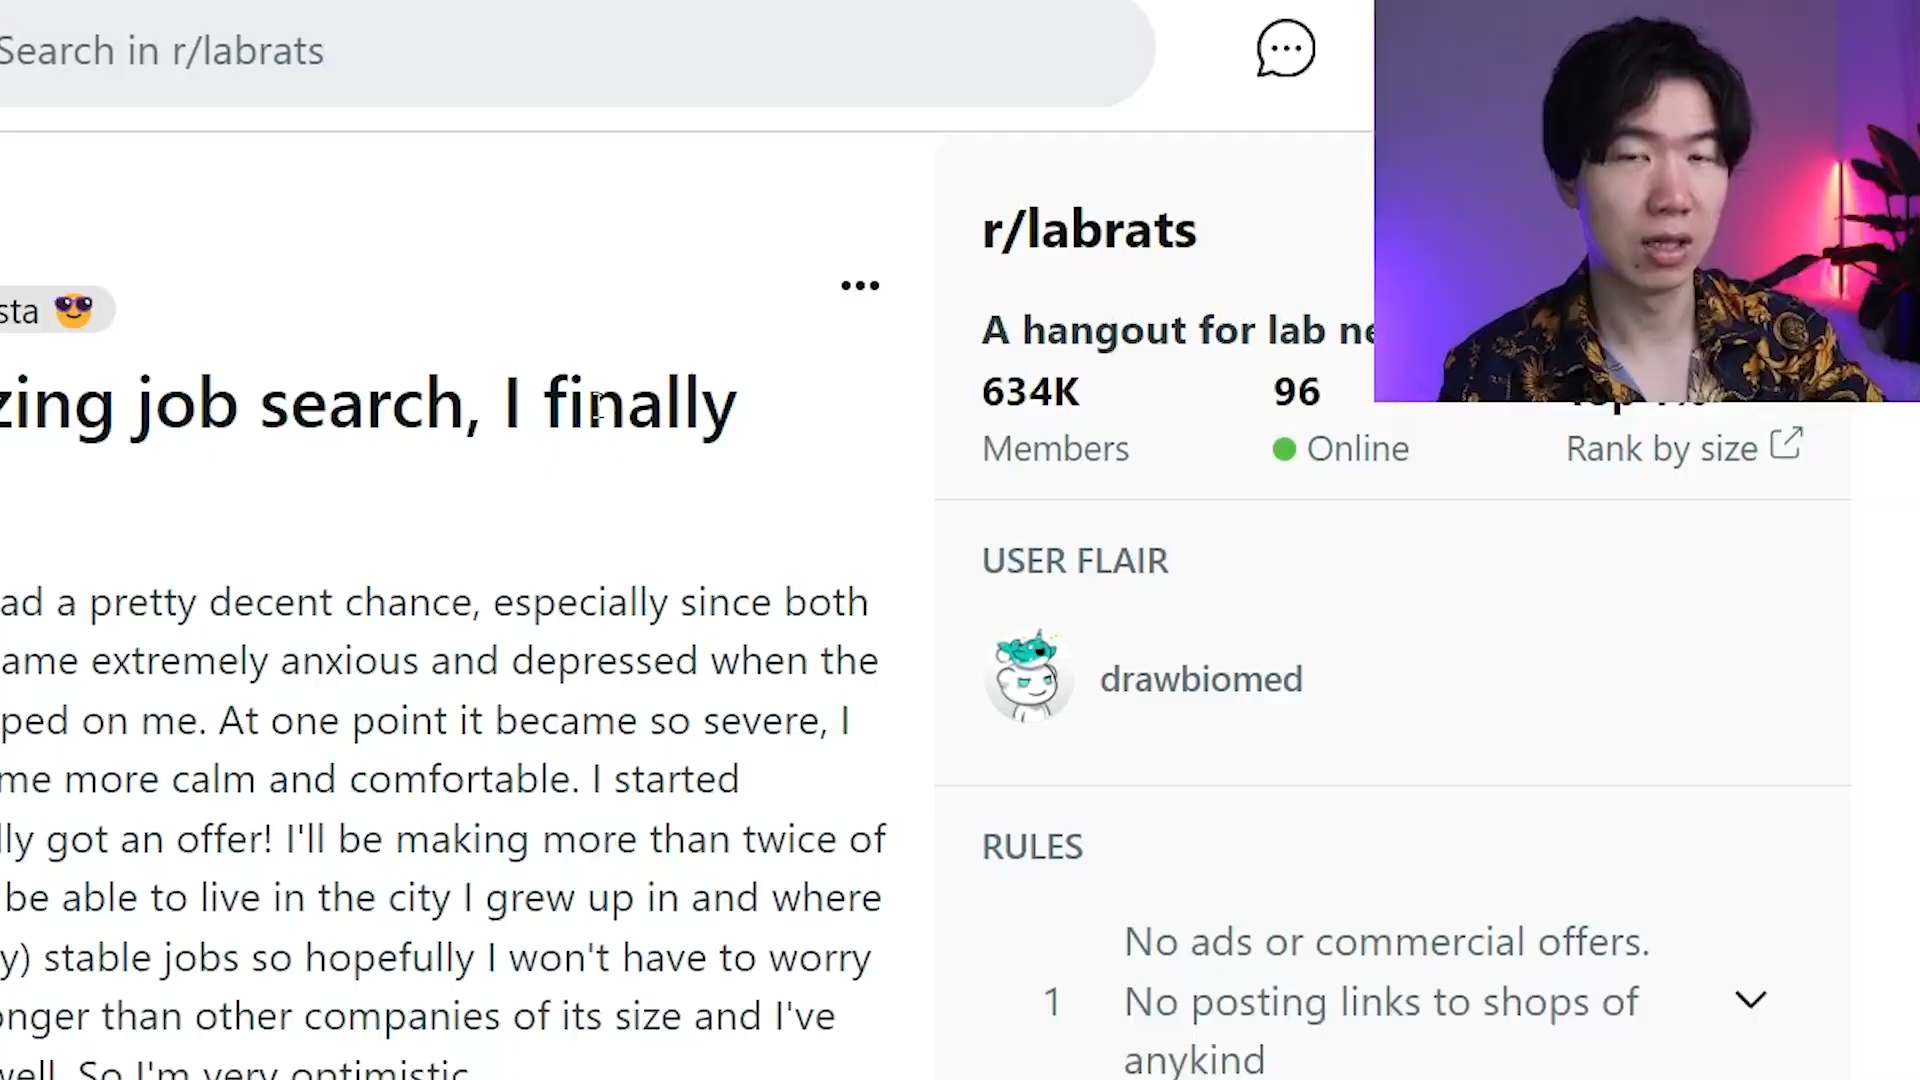 Search in r/labrats
sta
zing job search, I finally
ad a pretty decent chance, especially since both
ame extremely anxious and depressed when the
ped on me. At one point it became so severe, I
me more calm and comfortable. I started
lly got an offer! I'll be making more than twice of
be able to live in the city I grew up in and where
y) stable jobs so hopefully I won't have to worry
onger than other companies of its size and I've
well. So I'm very optimistic.
r/labrats
A hangout for lab ne
634K
96
Members
Online
Rank by size
USER FLAIR
drawbiomed
RULES
No ads or commercial offers.
1 No posting links to shops of
anykind